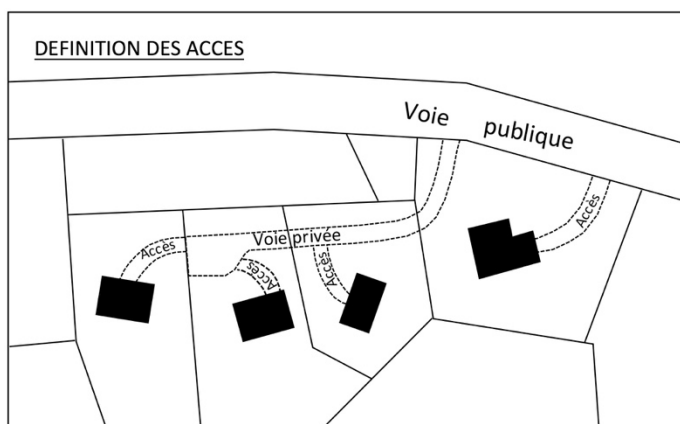 DEFINITION DES ACCES
Voie publique
Accès
Voie privée
Accès
Accès
Accès